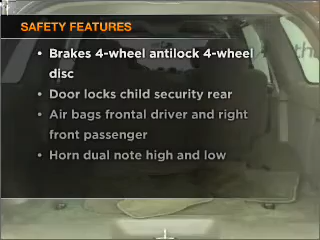 SAFETY FEATURES
• Brakes 4-wheel antilock 4-wheel
disc
• Door locks child security rear
• Air bags frontal driver and right
front passenger
• Horn dual note high and low